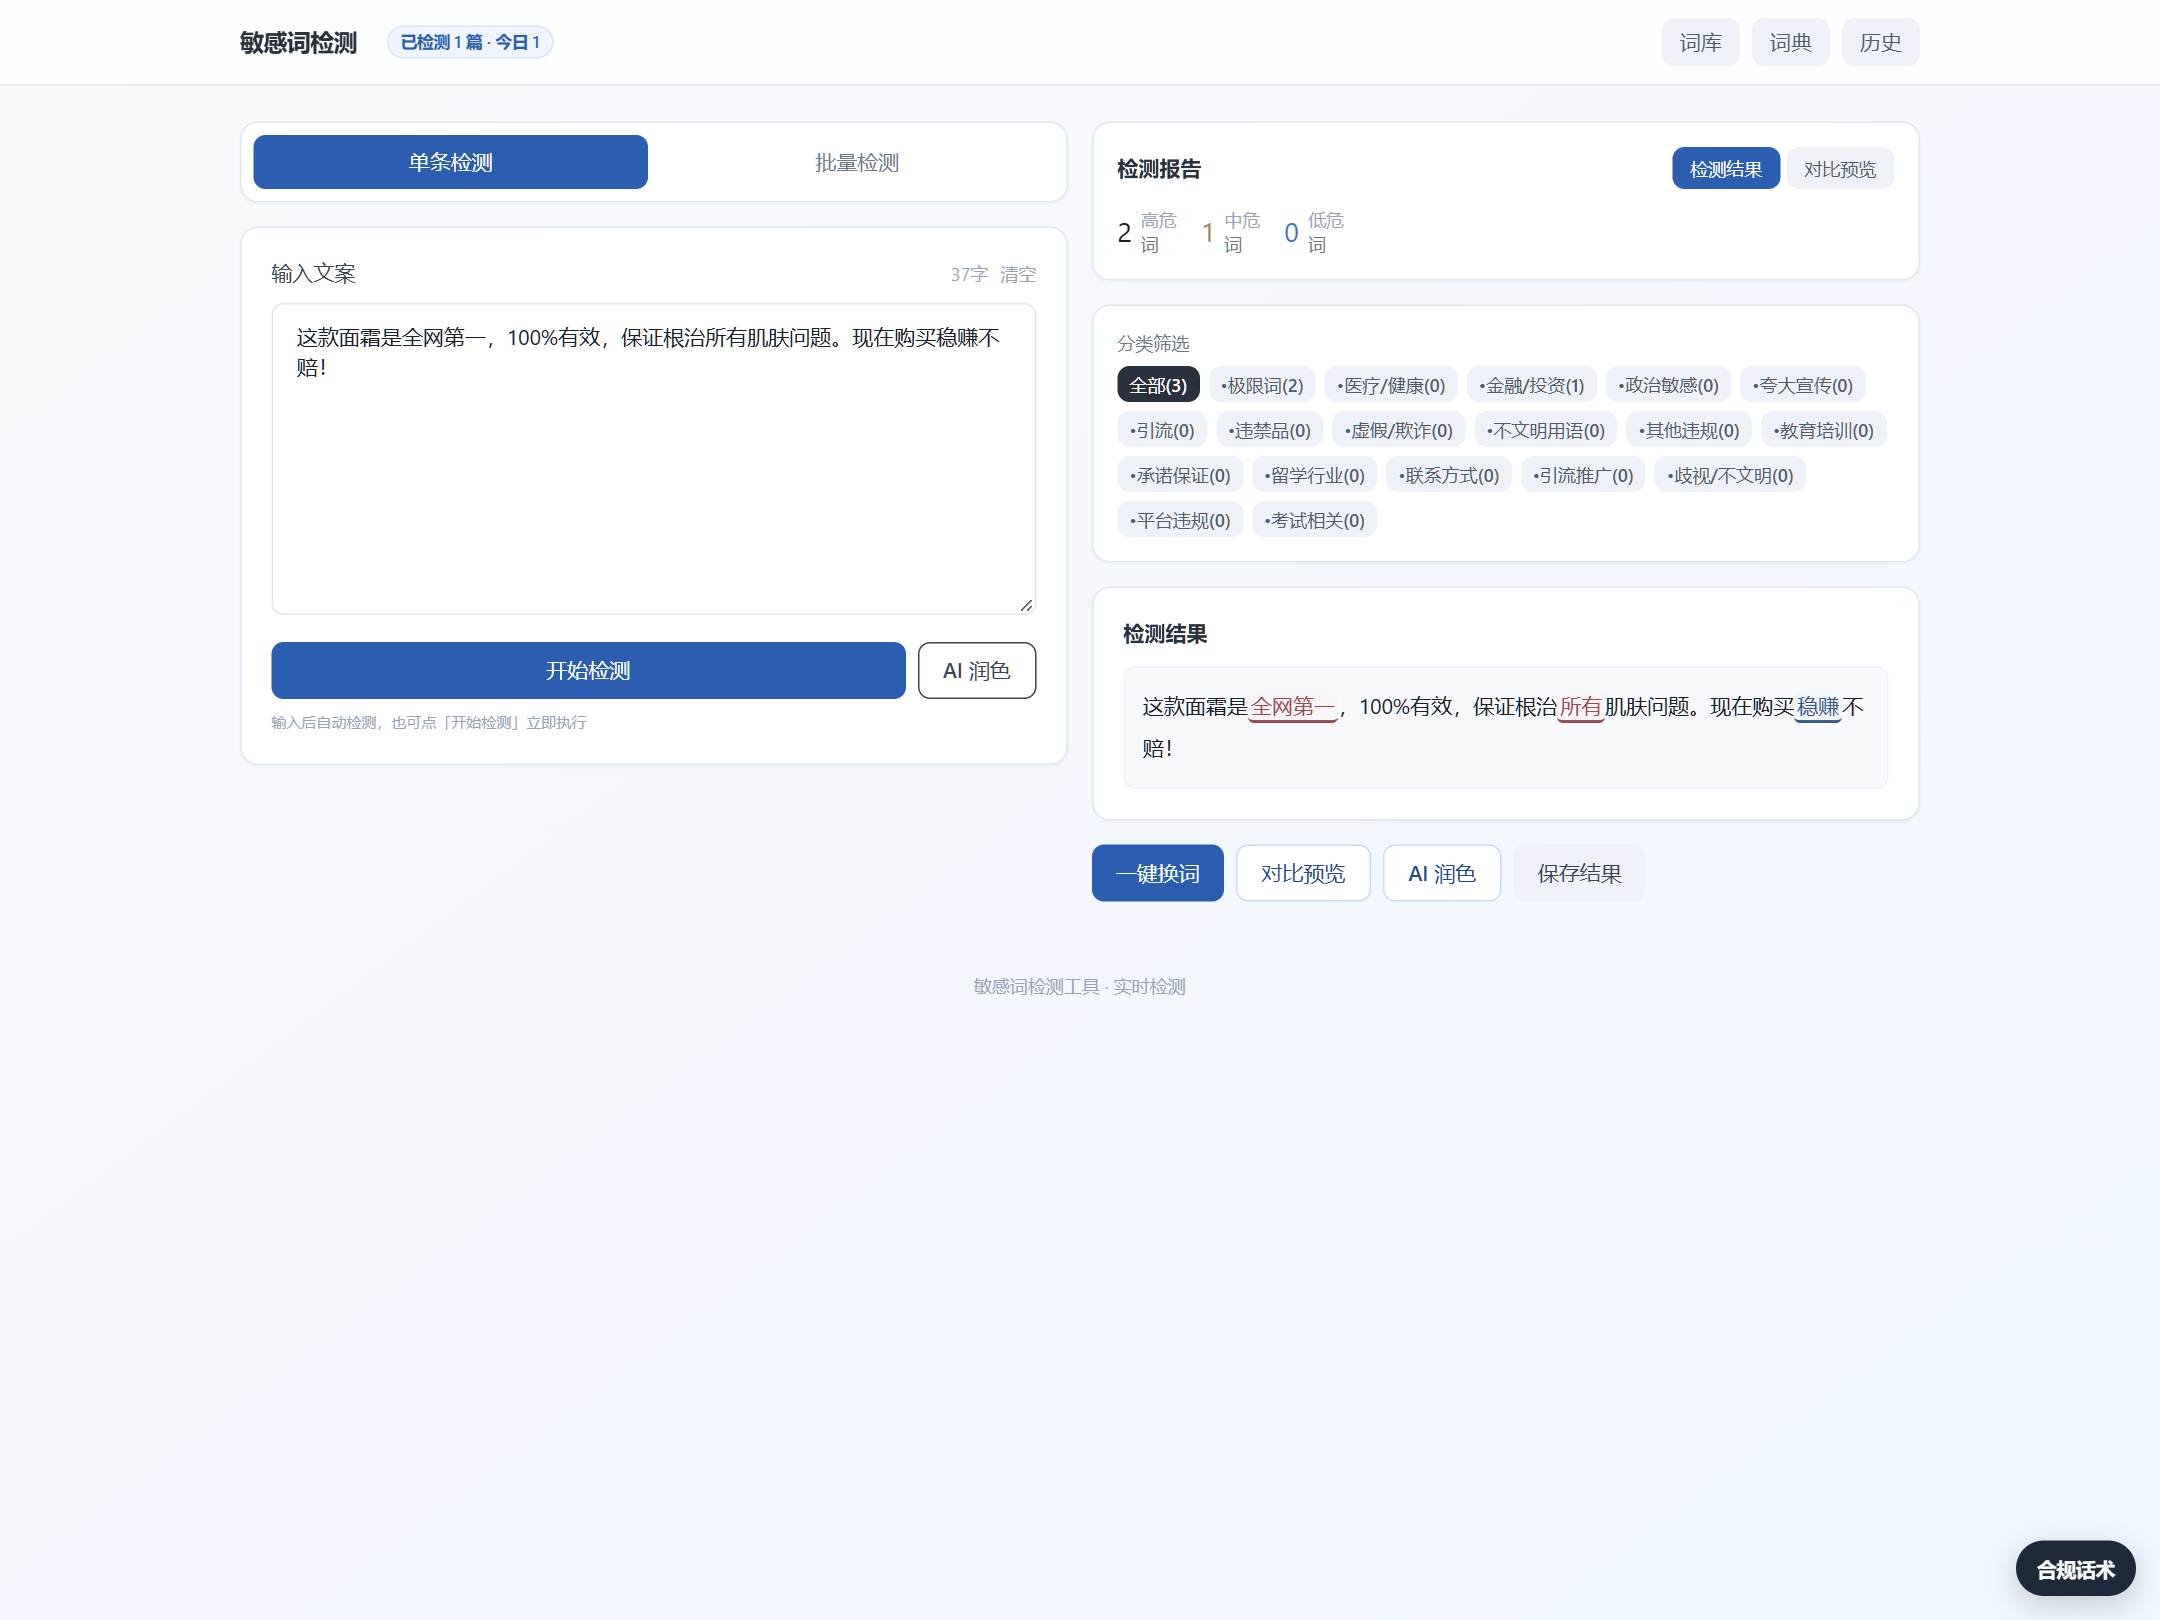 敏感词检测
已检测 1 篇 · 今日 1
词库
词典
历史
单条检测
批量检测
输入文案
37字 清空
这款面霜是全网第一，100%有效，保证根治所有肌肤问题。现在购买稳赚不
赔！
开始检测
AI 润色
输入后自动检测，也可点「开始检测」立即执行
检测报告
检测结果
对比预览
2 高危词
1 中危词
0 低危词
分类筛选
全部(3) •极限词(2) •医疗/健康(0) •金融/投资(1) •政治敏感(0) •夸大宣传(0)
•引流(0) •违禁品(0) •虚假/欺诈(0) •不文明用语(0) •其他违规(0) •教育培训(0)
•承诺保证(0) •留学行业(0) •联系方式(0) •引流推广(0) •歧视/不文明(0)
•平台违规(0) •考试相关(0)
检测结果
这款面霜是全网第一，100%有效，保证根治所有肌肤问题。现在购买稳赚不
赔！
一键换词
对比预览
AI 润色
保存结果
敏感词检测工具 · 实时检测
合规话术